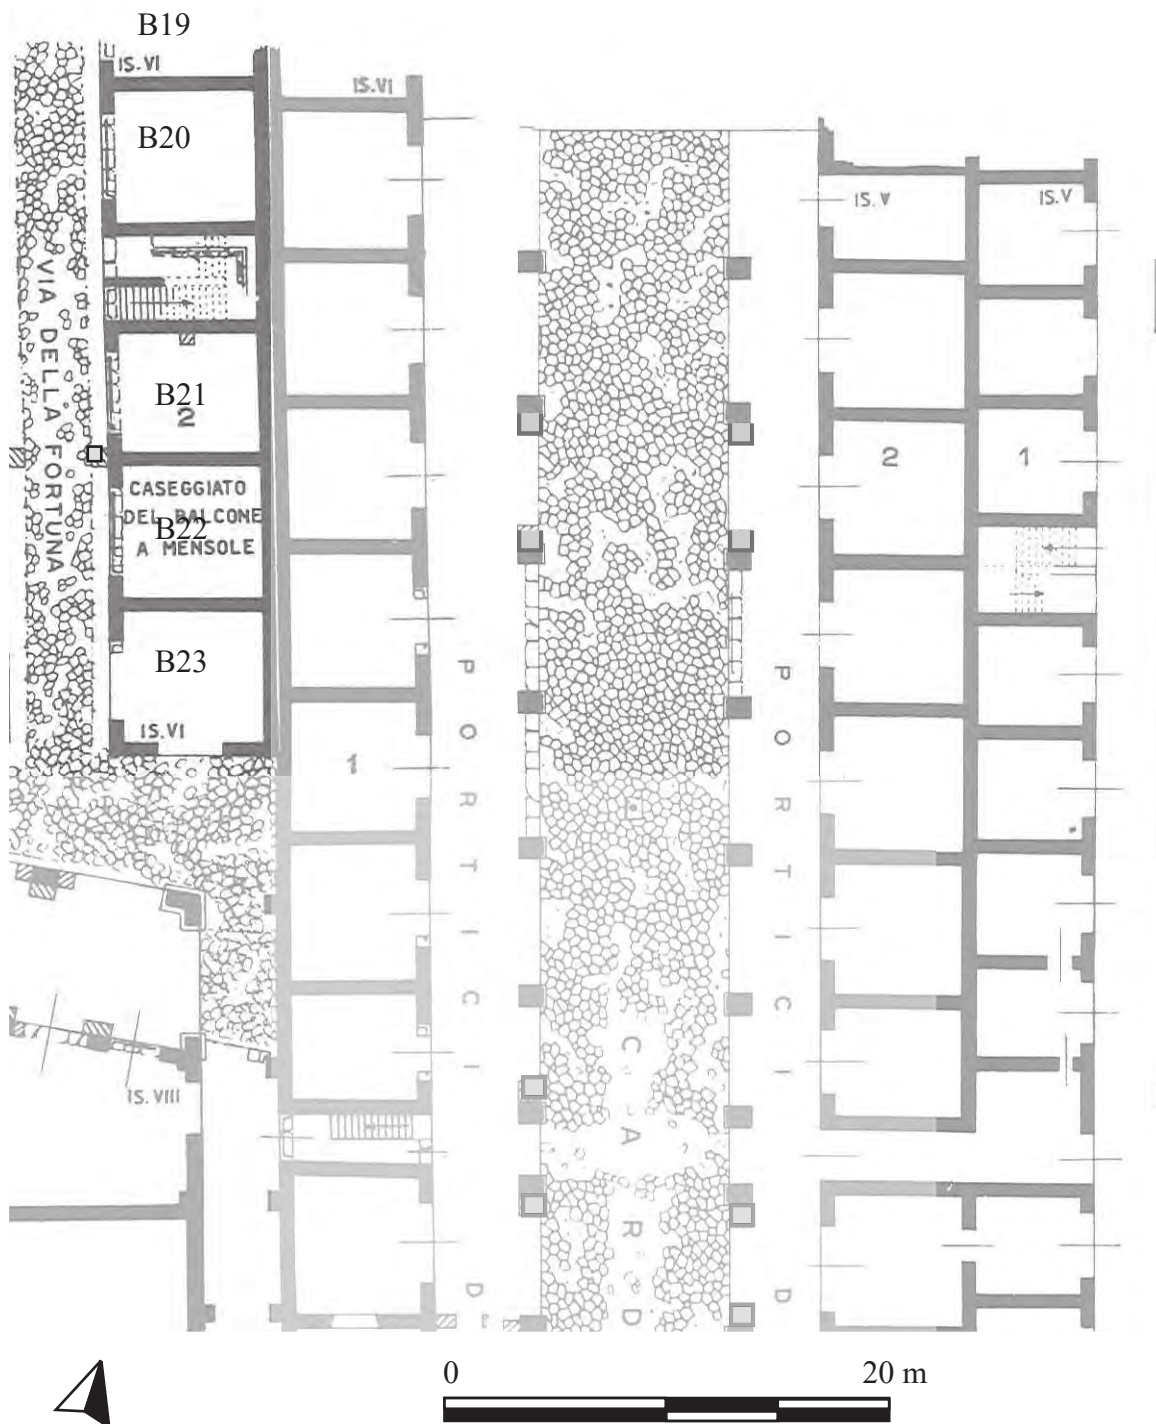 B19
IS. VI
B20
IS. VI
IS. V
IS. V
VIA DELLA FORTUNA
B21
2
CASEGGIATO
DEL BALCONE
B22
A MENSOLE
2
1
B23
IS. VI
1
PORTICI D
PORTICI D
CARD
IS. VIII
0
20 m